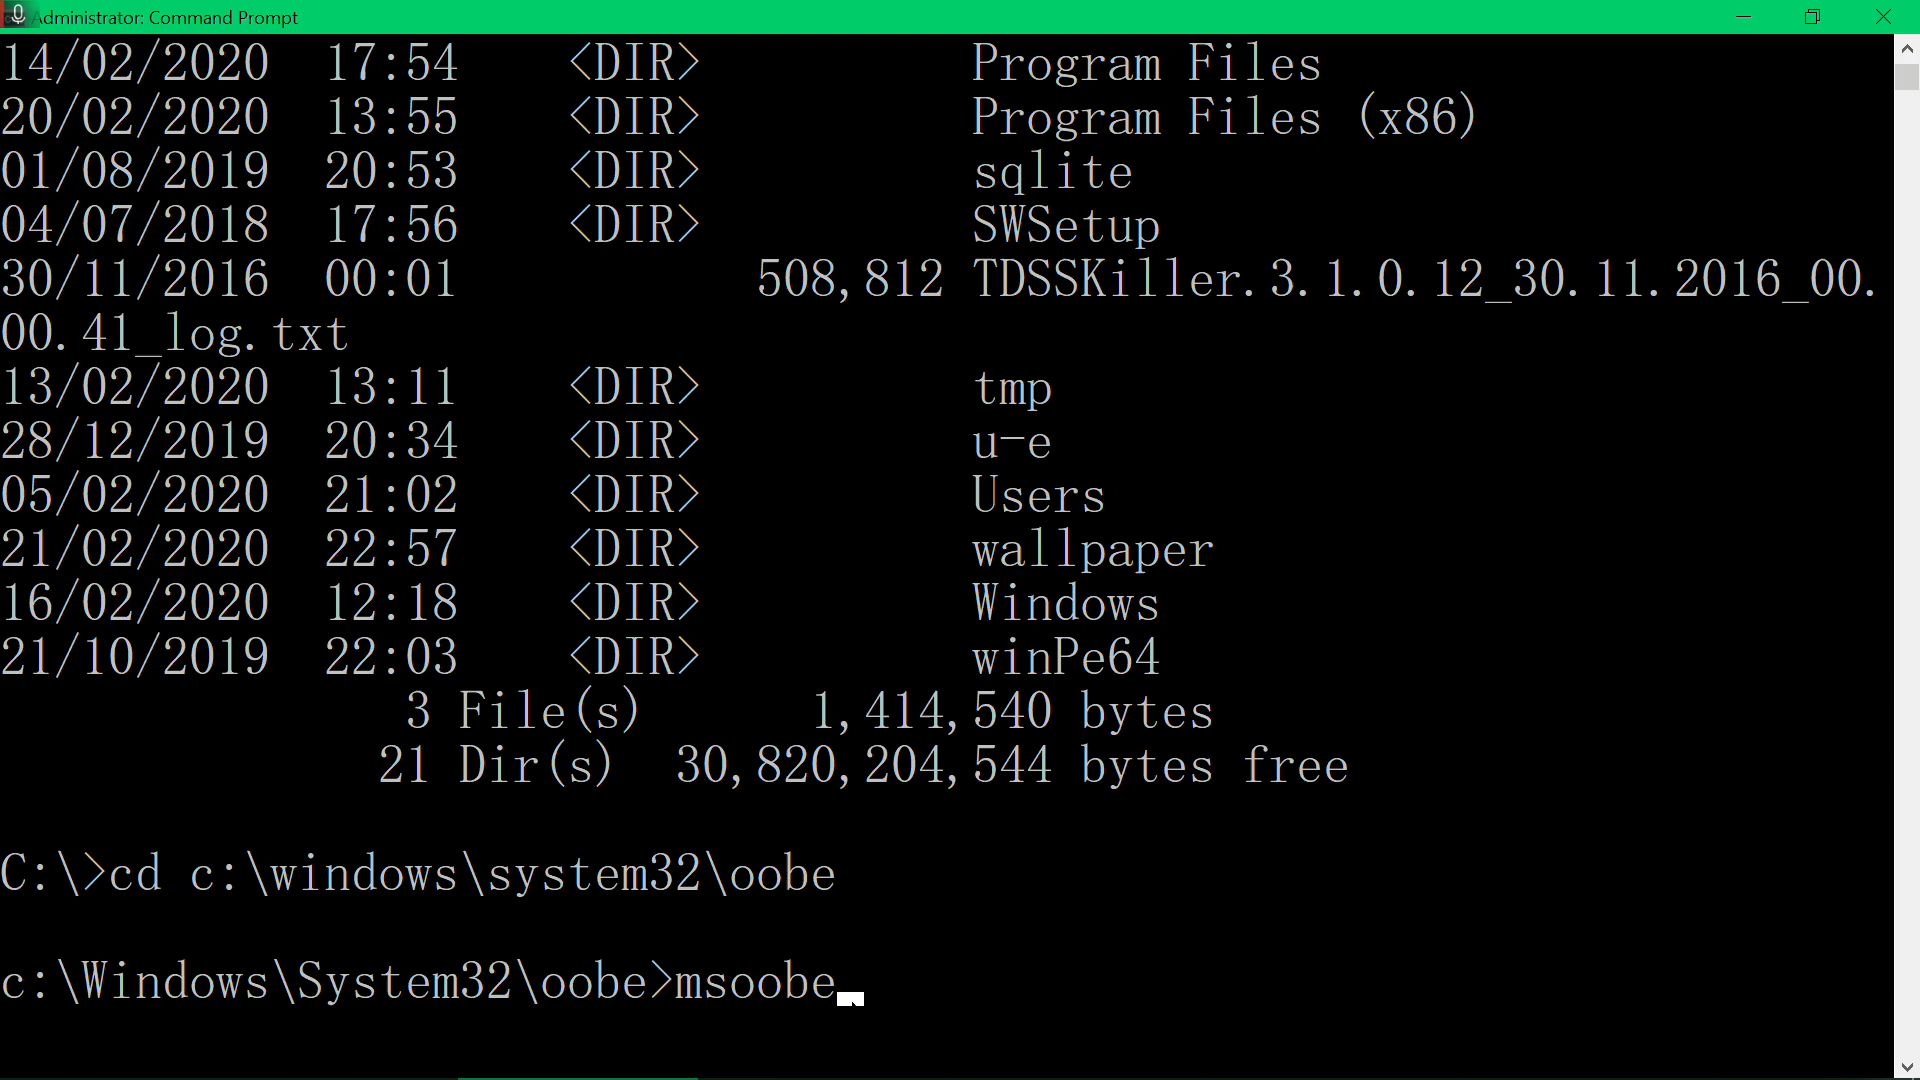 Administrator: Command Prompt
14/02/2020  17:54    <DIR>          Program Files
20/02/2020  13:55    <DIR>          Program Files (x86)
01/08/2019  20:53    <DIR>          sqlite
04/07/2018  17:56    <DIR>          SWSetup
30/11/2016  00:01           508,812 TDSSKiller.3.1.0.12_30.11.2016_00.
00.41_log.txt
13/02/2020  13:11    <DIR>          tmp
28/12/2019  20:34    <DIR>          u-e
05/02/2020  21:02    <DIR>          Users
21/02/2020  22:57    <DIR>          wallpaper
16/02/2020  12:18    <DIR>          Windows
21/10/2019  22:03    <DIR>          winPe64
               3 File(s)      1,414,540 bytes
              21 Dir(s)  30,820,204,544 bytes free
C:\>cd c:\windows\system32\oobe
c:\Windows\System32\oobe>msoobe